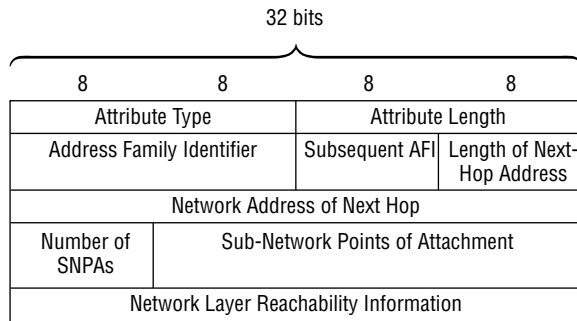 32 bits
8 8 8 8
Attribute Type Attribute Length
Address Family Identifier Subsequent AFI Length of Next-
Hop Address
Network Address of Next Hop
Number of
SNPAs Sub-Network Points of Attachment
Network Layer Reachability Information